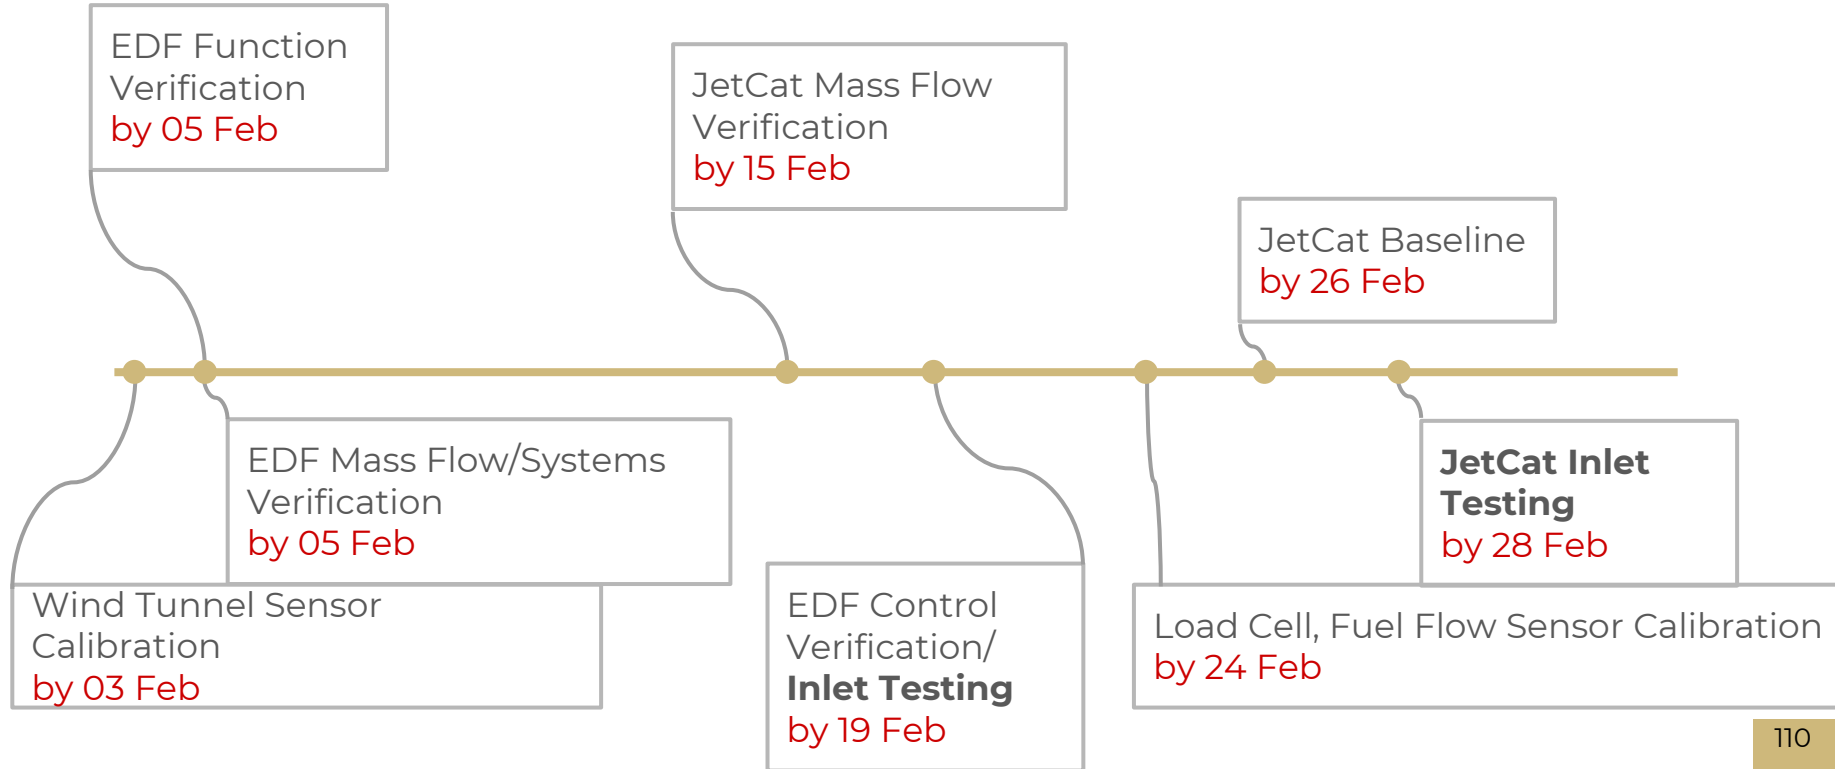 EDF Function
Verification
by 05 Feb
JetCat Mass Flow
Verification
by 15 Feb
JetCat Baseline
by 26 Feb
EDF Mass Flow/Systems
Verification
by 05 Feb
Wind Tunnel Sensor
Calibration
by 03 Feb
EDF Control
Verification/
Inlet Testing
by 19 Feb
JetCat Inlet
Testing
by 28 Feb
Load Cell, Fuel Flow Sensor Calibration
by 24 Feb
110